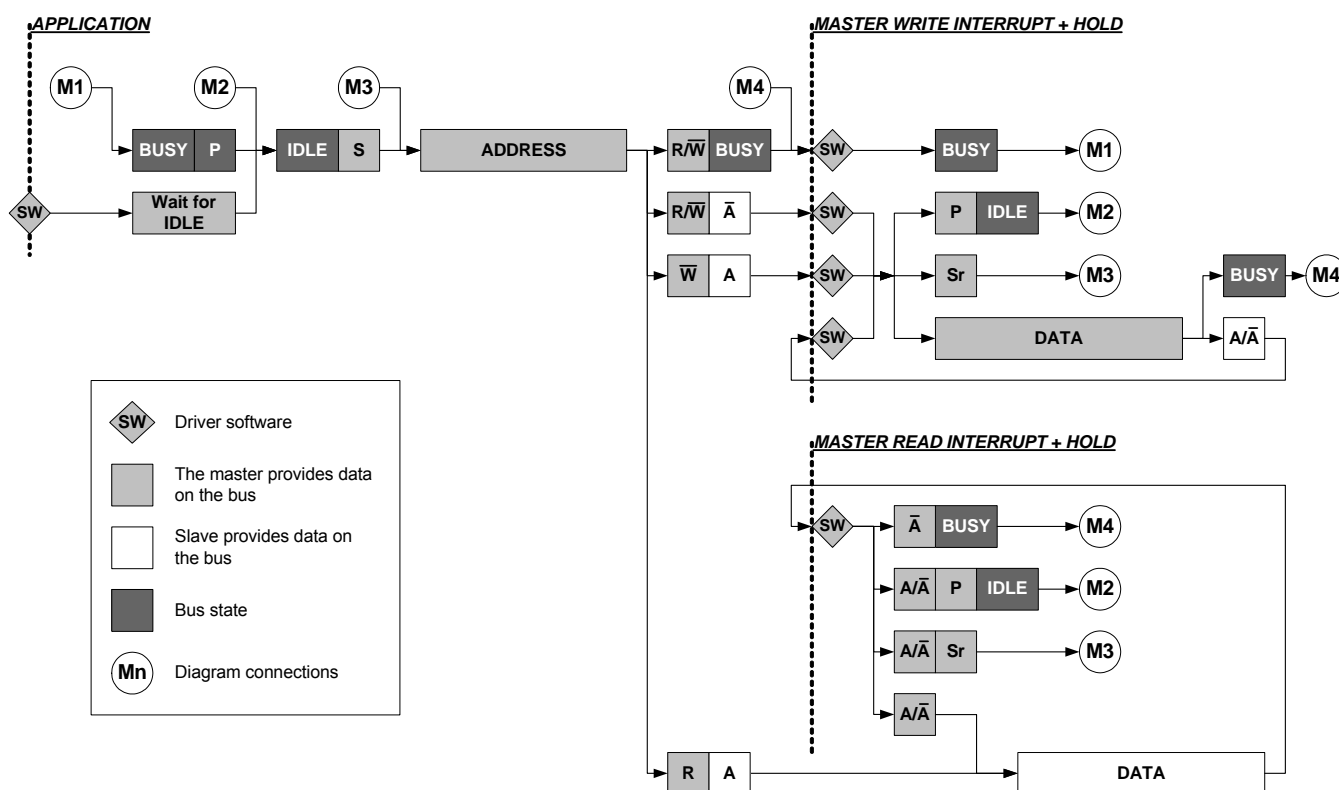 APPLICATION
MASTER WRITE INTERRUPT + HOLD
M1
M2
M3
M4
BUSY P
IDLE S
ADDRESS
R/W̅ BUSY
SW
BUSY
M1
SW
Wait for
IDLE
R/W̅ A̅
SW
P IDLE
M2
W̅ A
SW
Sr
M3
BUSY
M4
SW
DATA
A/A̅
SW
Driver software
The master provides data
on the bus
Slave provides data on
the bus
Bus state
Mn
Diagram connections
MASTER READ INTERRUPT + HOLD
SW
A̅ BUSY
M4
A/A̅ P IDLE
M2
A/A̅ Sr
M3
A/A̅
R A
DATA